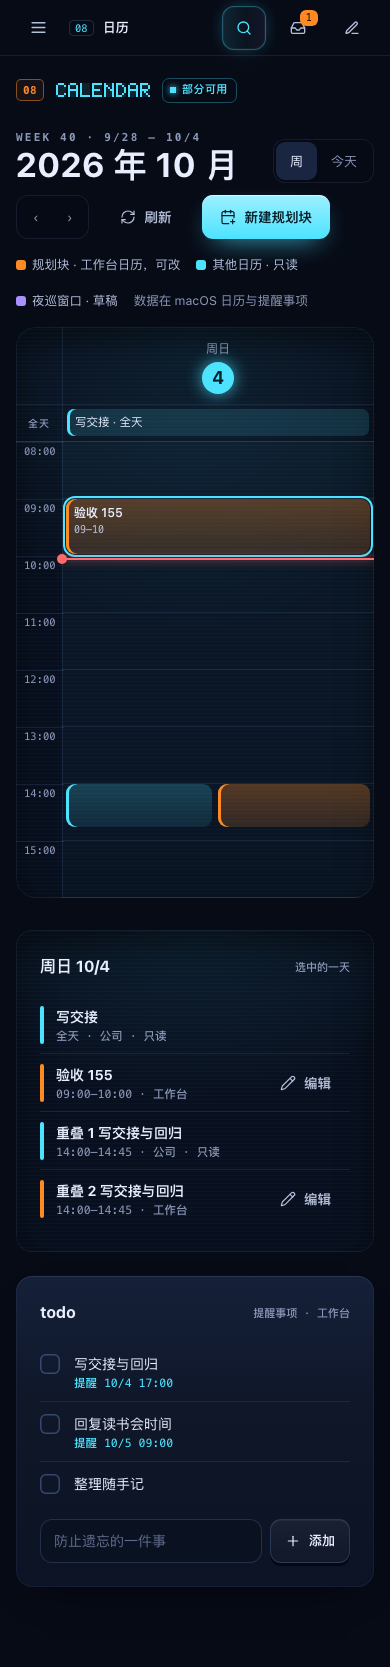 08 日历
1
08 CALENDAR 部分可用
WEEK 40 · 9/28 — 10/4
2026 年 10 月
周 今天
‹ › 刷新 新建规划块
规划块 · 工作台日历，可改 其他日历 · 只读
夜巡窗口 · 草稿 数据在 macOS 日历与提醒事项
周日
4
全天 写交接 · 全天
08:00
09:00
验收 155
09–10
10:00
11:00
12:00
13:00
14:00
15:00
周日 10/4 选中的一天
写交接
全天 · 公司 · 只读
验收 155
09:00–10:00 · 工作台
编辑
重叠 1 写交接与回归
14:00–14:45 · 公司 · 只读
重叠 2 写交接与回归
14:00–14:45 · 工作台
编辑
todo 提醒事项 · 工作台
写交接与回归
提醒 10/4 17:00
回复读书会时间
提醒 10/5 09:00
整理随手记
防止遗忘的一件事 添加